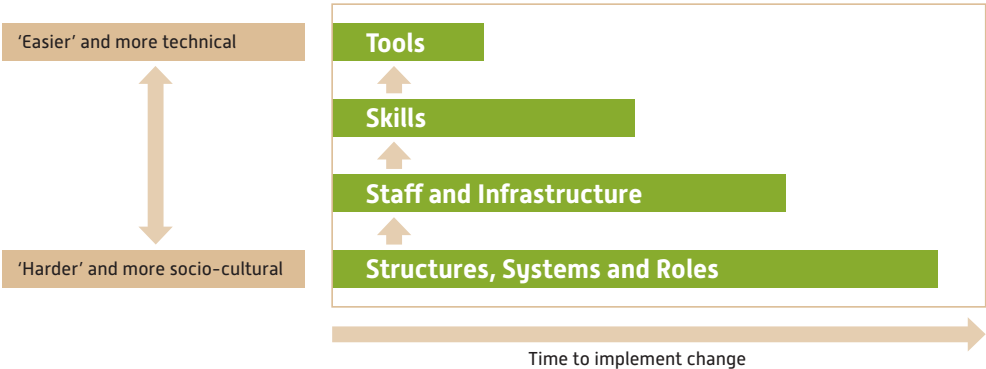 ‘Easier’ and more technical
Tools
Skills
Staff and Infrastructure
‘Harder’ and more socio-cultural
Structures, Systems and Roles
Time to implement change